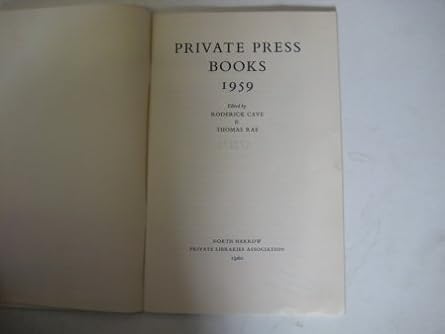 PRIVATE PRESS
BOOKS
1959
Edited by
RODERICK CAVE
&
THOMAS RAE
NORTH HARROW
PRIVATE LIBRARIES ASSOCIATION
1960